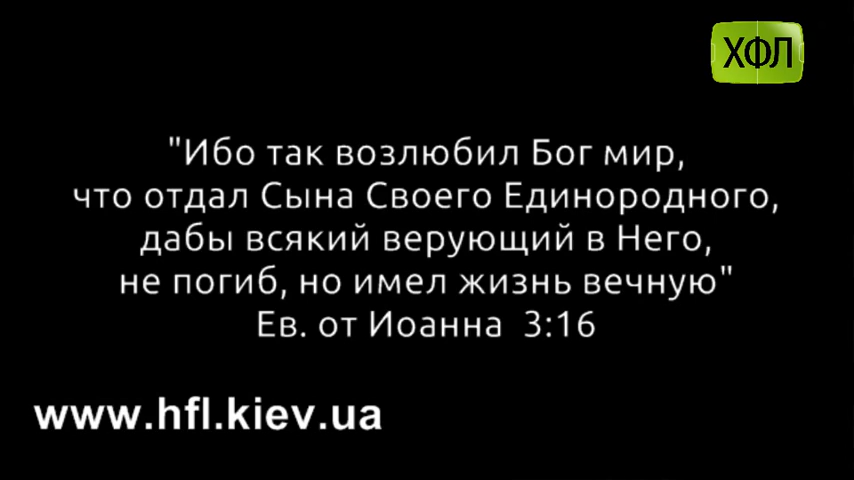 ХФЛ
"Ибо так возлюбил Бог мир,
что отдал Сына Своего Единородного,
дабы всякий верующий в Него,
не погиб, но имел жизнь вечную"
Ев. от Иоанна 3:16
www.hfl.kiev.ua